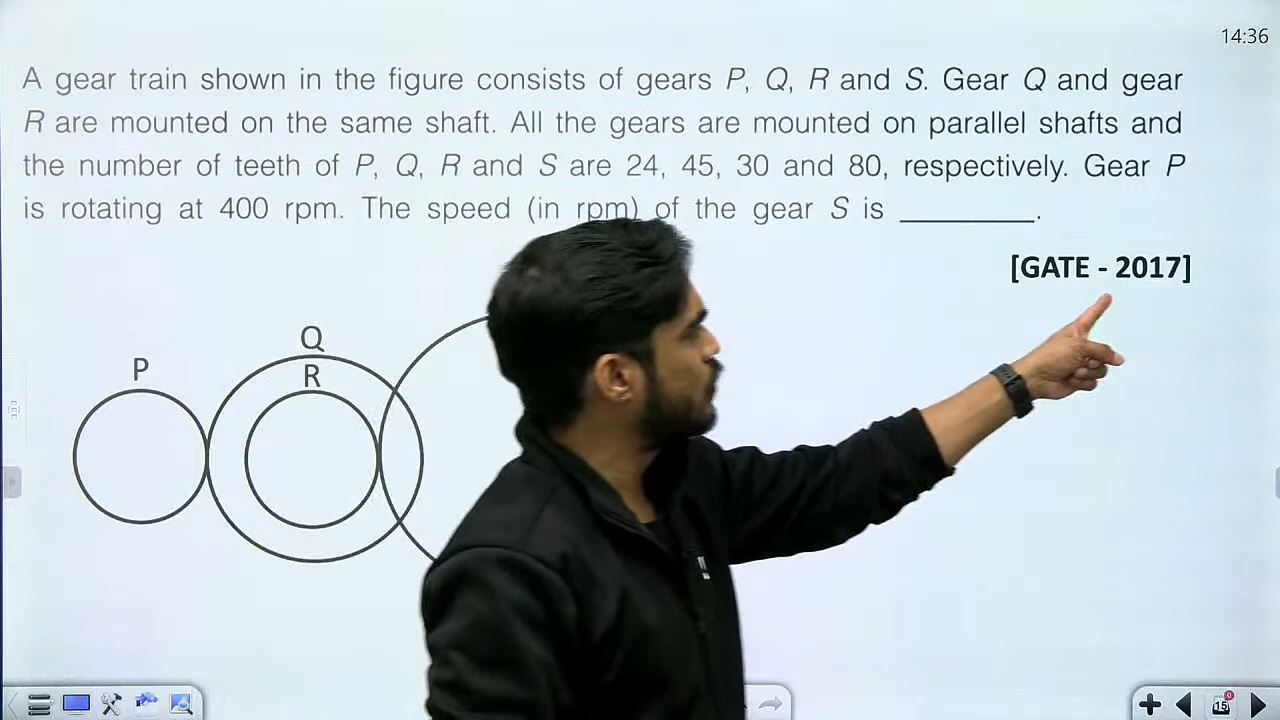 14:36
A gear train shown in the figure consists of gears P, Q, R and S. Gear Q and gear
R are mounted on the same shaft. All the gears are mounted on parallel shafts and
the number of teeth of P, Q, R and S are 24, 45, 30 and 80, respectively. Gear P
is rotating at 400 rpm. The speed (in rpm) of the gear S is __________.
[GATE - 2017]
Q
P
R
15
0